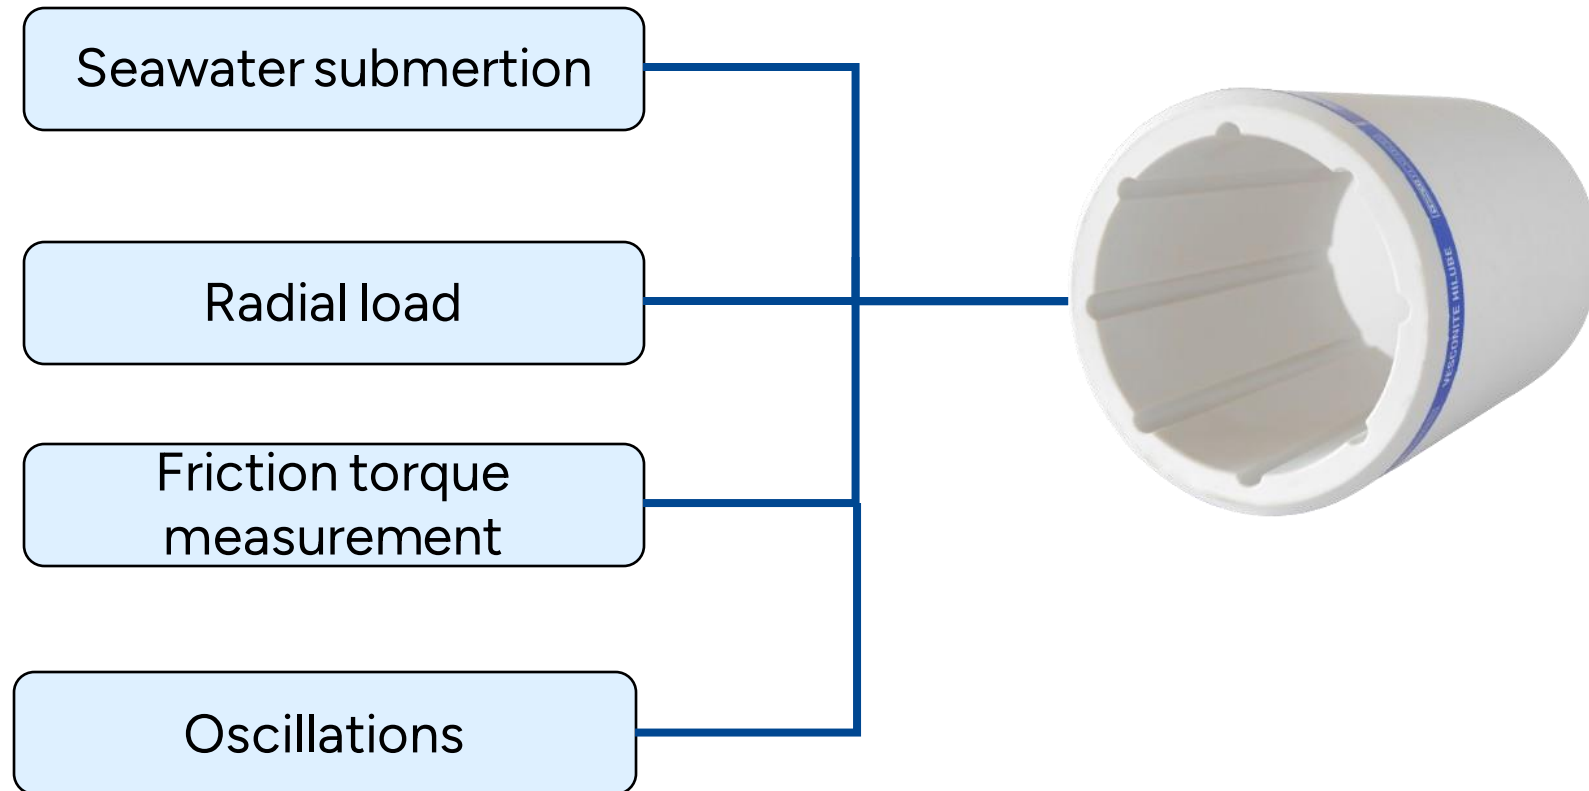 Seawater submertion
Radial load
Friction torque
measurement
Oscillations
VESCONITE HILUBE